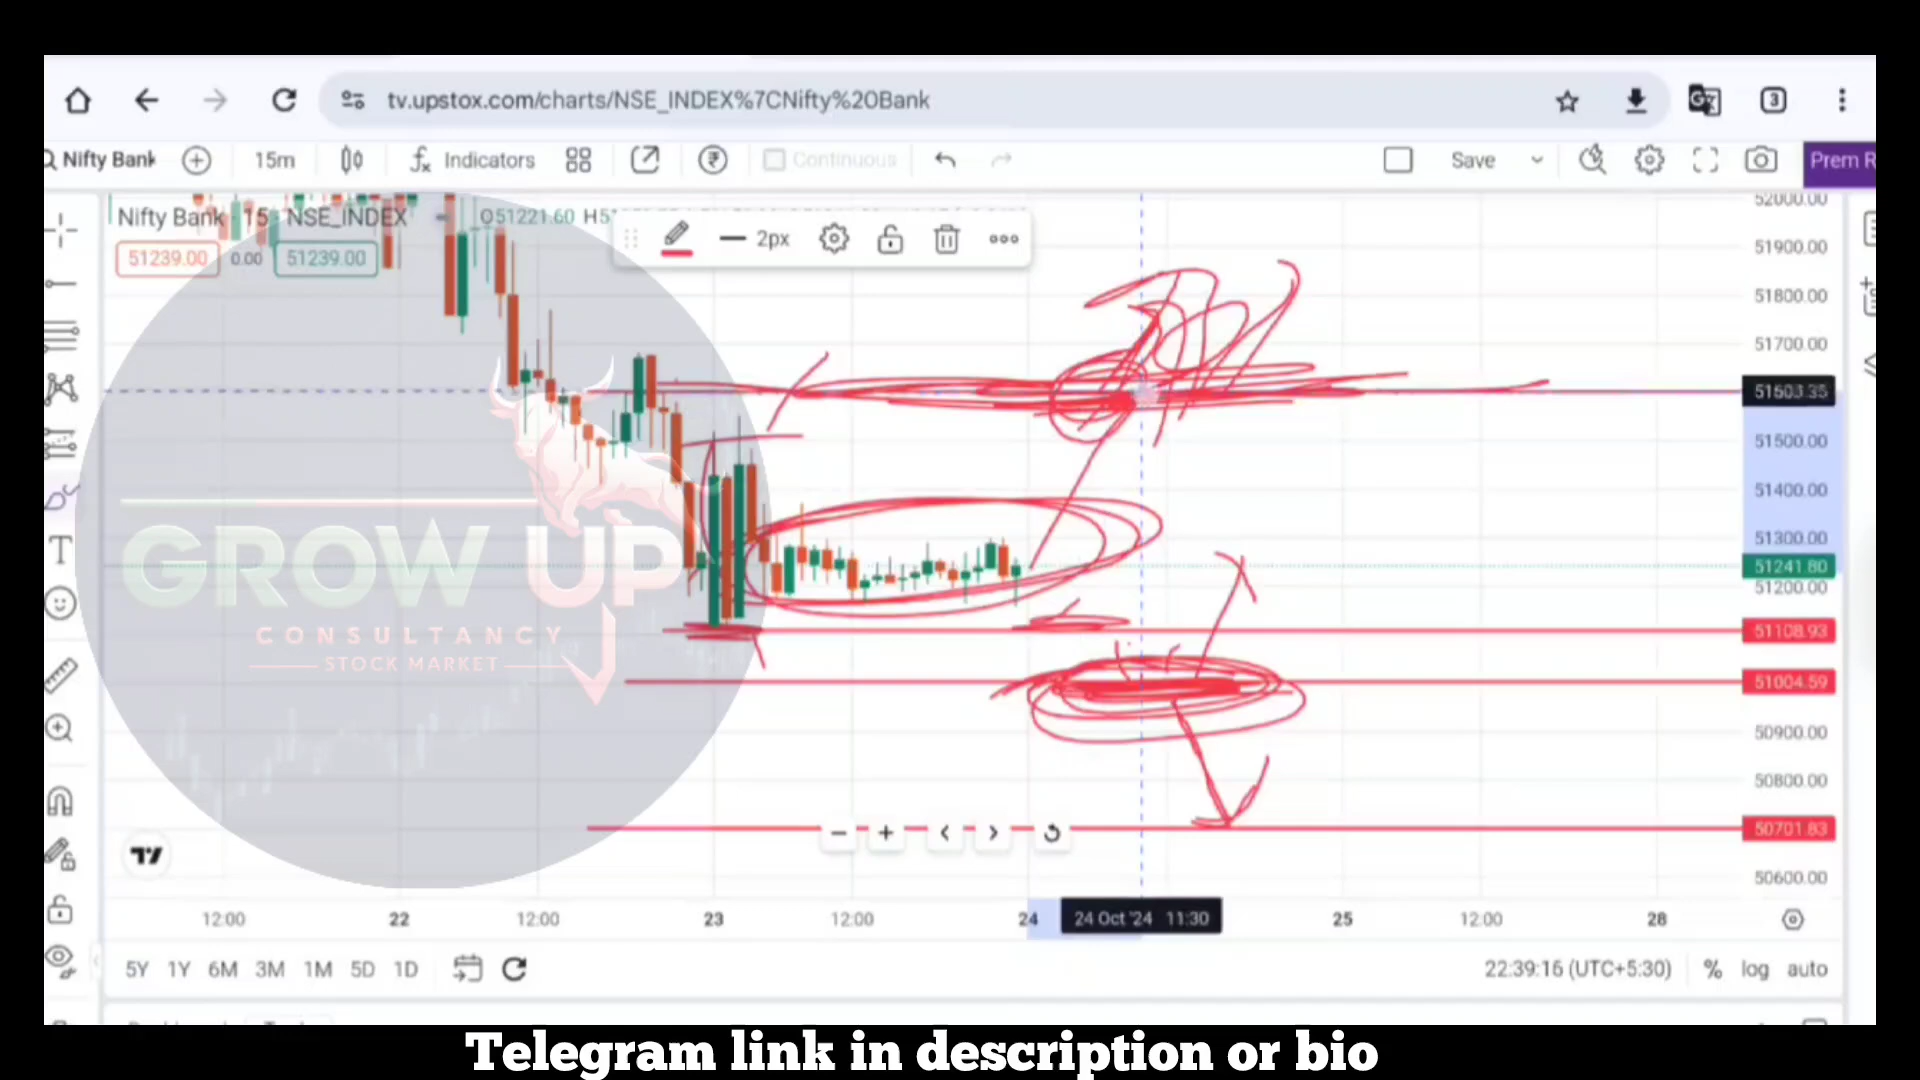 tv.upstox.com/charts/NSE_INDEX%7CNifty%20Bank
3
Nifty Bank
15m
Indicators
Continuous
Save
Prem R
Nifty Bank · 15 · NSE_INDEX
O51221.60
2px
51239.00 0.00 51239.00
52000.00
51900.00
51800.00
51700.00
51603.35
51500.00
51400.00
51300.00
51241.80
51200.00
51108.93
51004.59
50900.00
50800.00
50701.83
50600.00
GROW UP
CONSULTANCY
STOCK MARKET
12:00 22 12:00 23 12:00 24 24 Oct '24 11:30 25 12:00 28
5Y 1Y 6M 3M 1M 5D 1D
22:39:16 (UTC+5:30) % log auto
Telegram link in description or bio